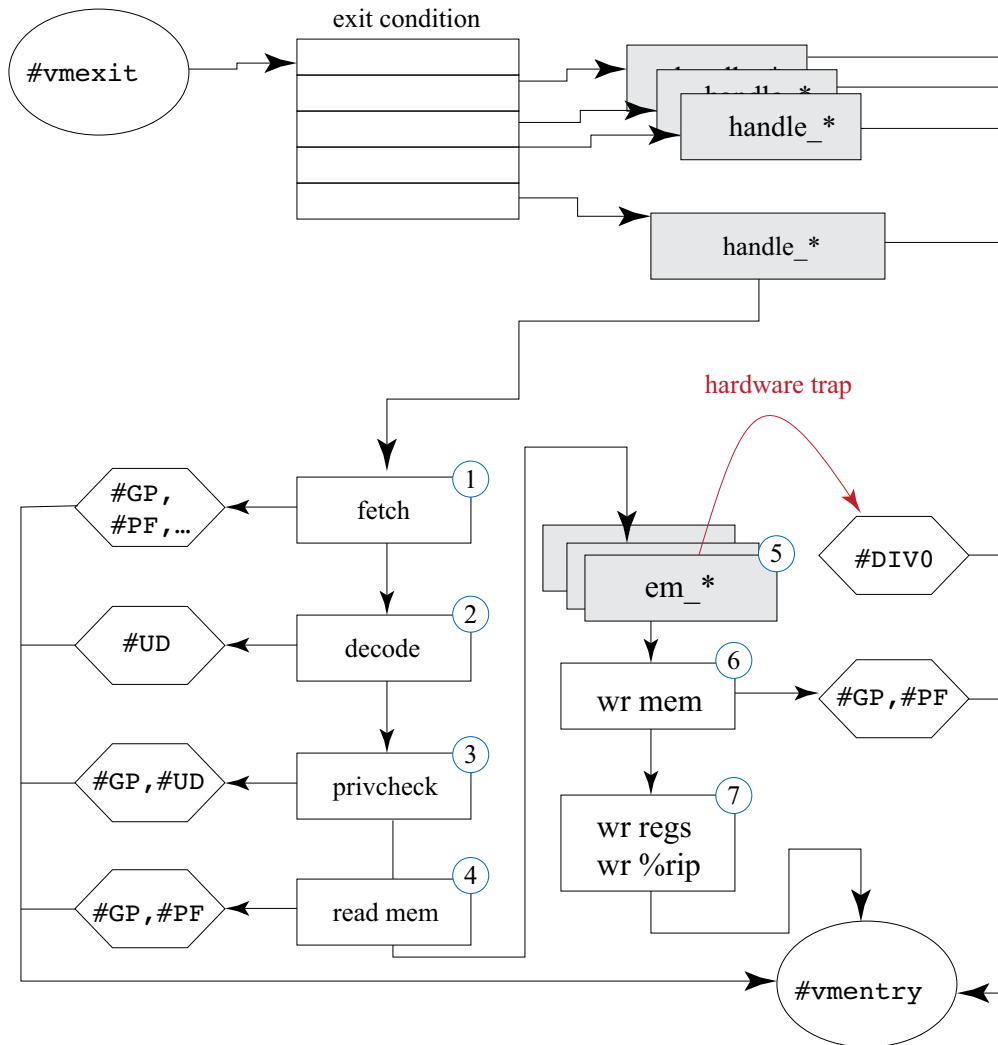 exit condition
#vmexit
handle_*
handle_*
handle_*
hardware trap
1
#GP,
#PF,…
fetch
5
#DIV0
em_*
2
#UD
decode
6
wr mem
#GP,#PF
3
#GP,#UD
privcheck
7
wr regs
wr %rip
4
#GP,#PF
read mem
#vmentry